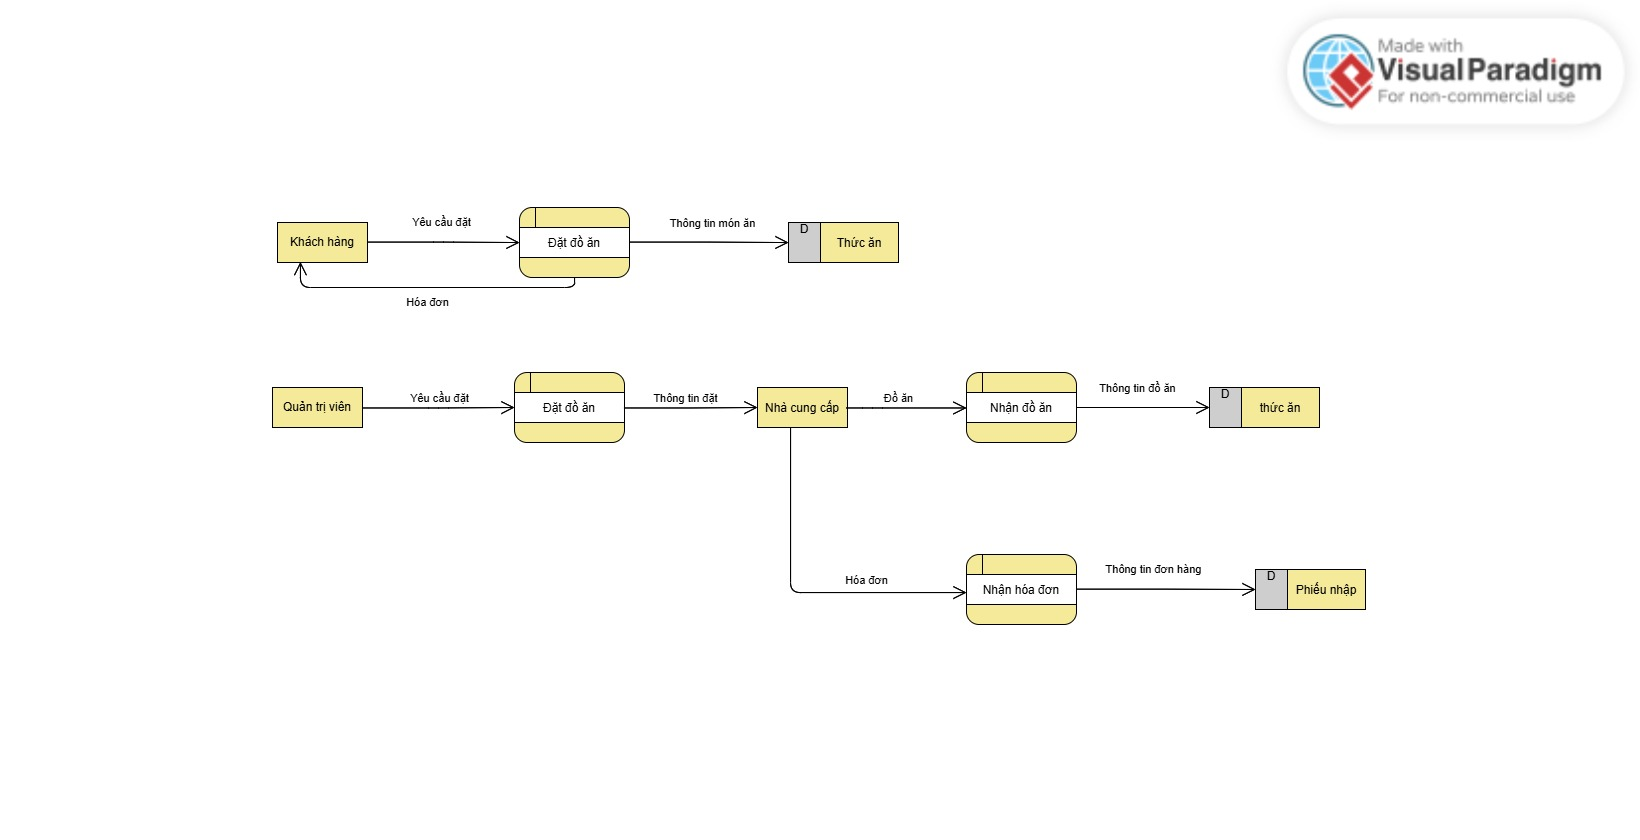 Made with
Visual Paradigm
For non-commercial use
Yêu cầu đặt
Thông tin món ăn
Khách hàng
Đặt đồ ăn
D
Thức ăn
Hóa đơn
Yêu cầu đặt
Thông tin đặt
Đồ ăn
Thông tin đồ ăn
Quản trị viên
Đặt đồ ăn
Nhà cung cấp
Nhận đồ ăn
D
thức ăn
Hóa đơn
Thông tin đơn hàng
Nhận hóa đơn
D
Phiếu nhập